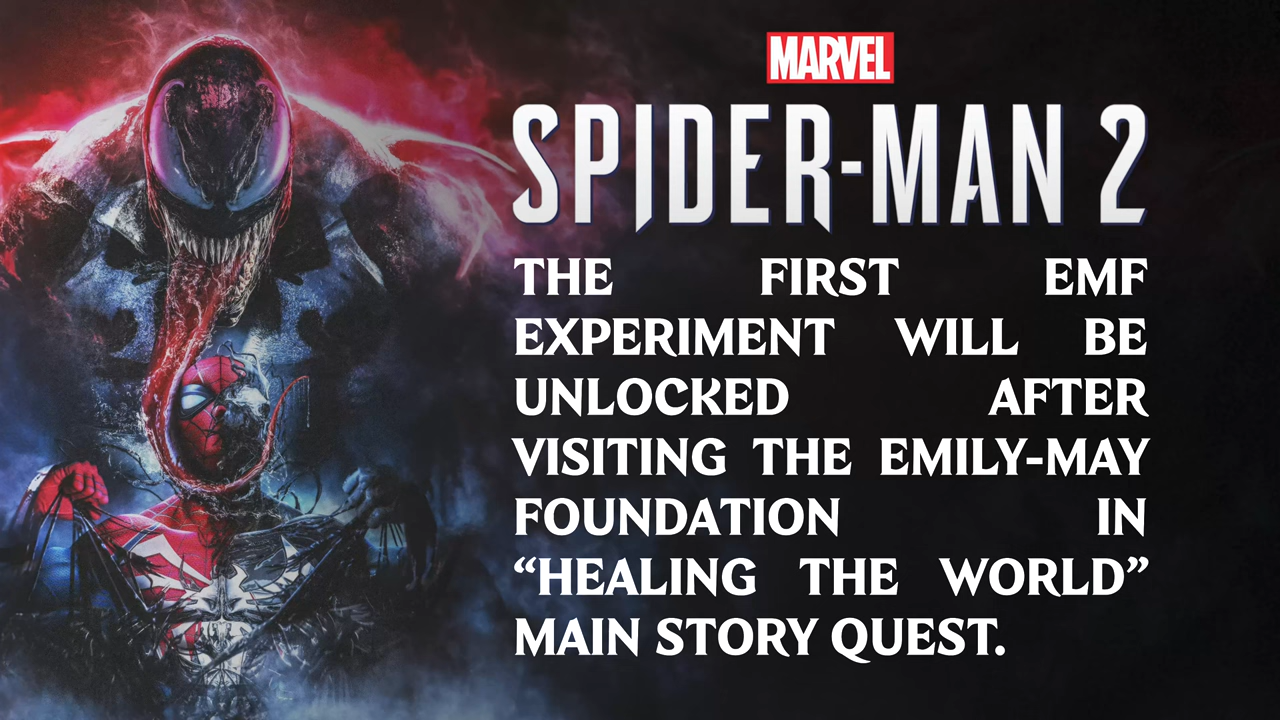 MARVEL
SPIDER-MAN 2
THE FIRST EMF
EXPERIMENT WILL BE
UNLOCKED AFTER
VISITING THE EMILY-MAY
FOUNDATION IN
“HEALING THE WORLD”
MAIN STORY QUEST.